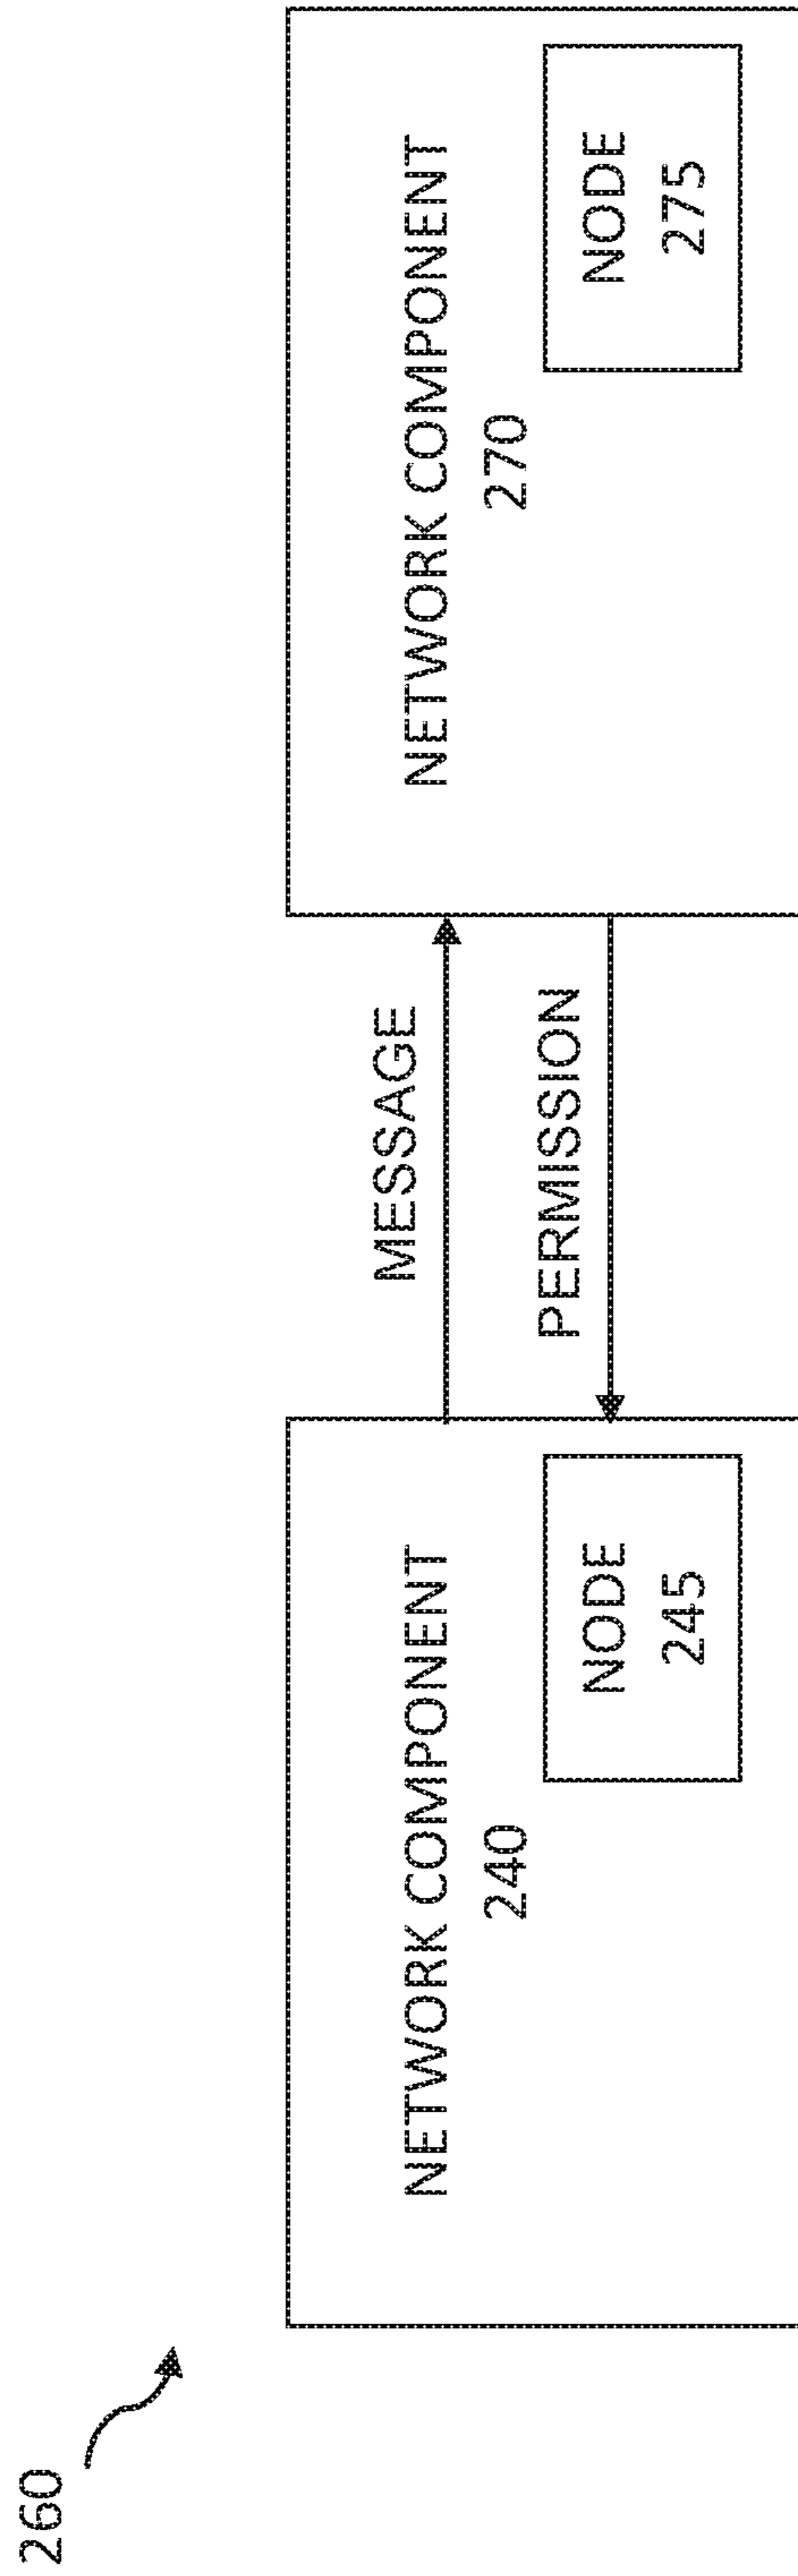 260
NETWORK COMPONENT
240
NODE
245
MESSAGE
PERMISSION
NETWORK COMPONENT
270
NODE
275